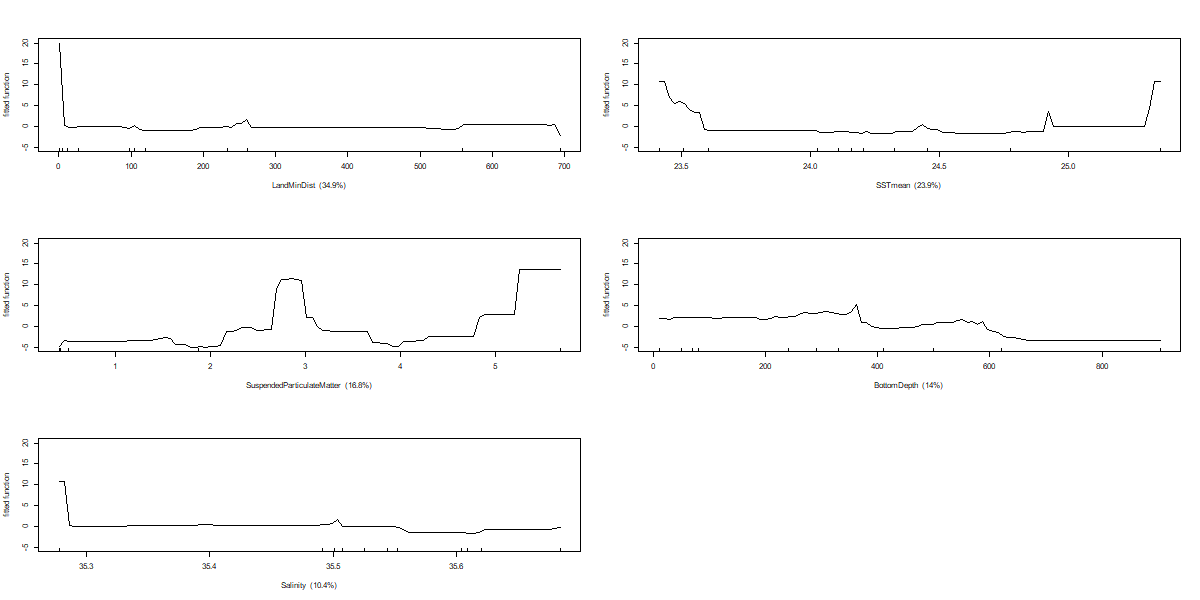 20
15
10
5
0
-5
fitted function
0 100 200 300 400 500 600 700
LandMinDist (34.9%)
20
15
10
5
0
-5
fitted function
23.5 24.0 24.5 25.0
SSTmean (23.9%)
20
15
10
5
0
-5
fitted function
1 2 3 4 5
SuspendedParticulateMatter (16.8%)
20
15
10
5
0
-5
fitted function
0 200 400 600 800
BottomDepth (14%)
20
15
10
5
0
-5
fitted function
35.3 35.4 35.5 35.6
Salinity (10.4%)